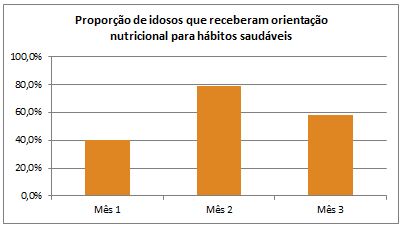 Proporção de idosos que receberam orientação
nutricional para hábitos saudáveis
100,0%
80,0%
60,0%
40,0%
20,0%
0,0%
Mês 1 Mês 2 Mês 3